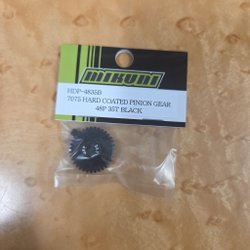 MIKUNI
HDP-4835B
7075 HARD COATED PINION GEAR
48P 35T BLACK